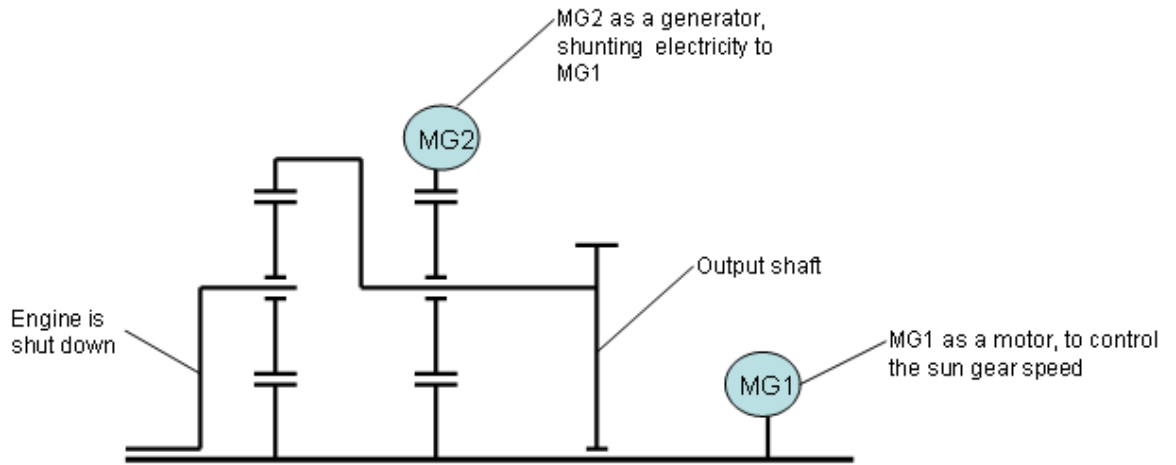 MG2 as a generator,
shunting electricity to
MG1
MG2
Output shaft
Engine is
shut down
MG1 as a motor, to control
the sun gear speed
MG1